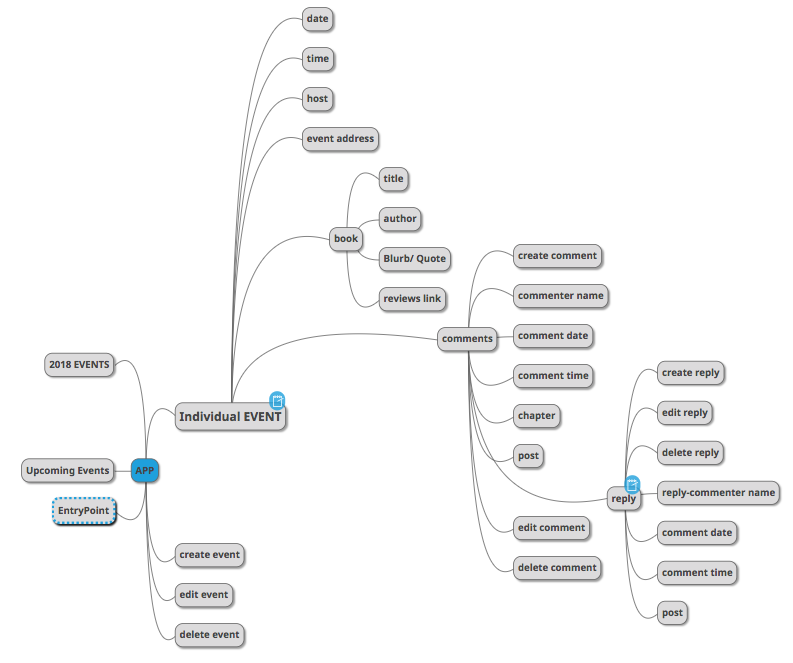 date
time
host
event address
title
author
book
Blurb/ Quote
reviews link
create comment
commenter name
comments
comment date
comment time
chapter
post
edit comment
delete comment
create reply
edit reply
delete reply
reply
reply-commenter name
comment date
comment time
post
2018 EVENTS
Individual EVENT
Upcoming Events
APP
EntryPoint
create event
edit event
delete event